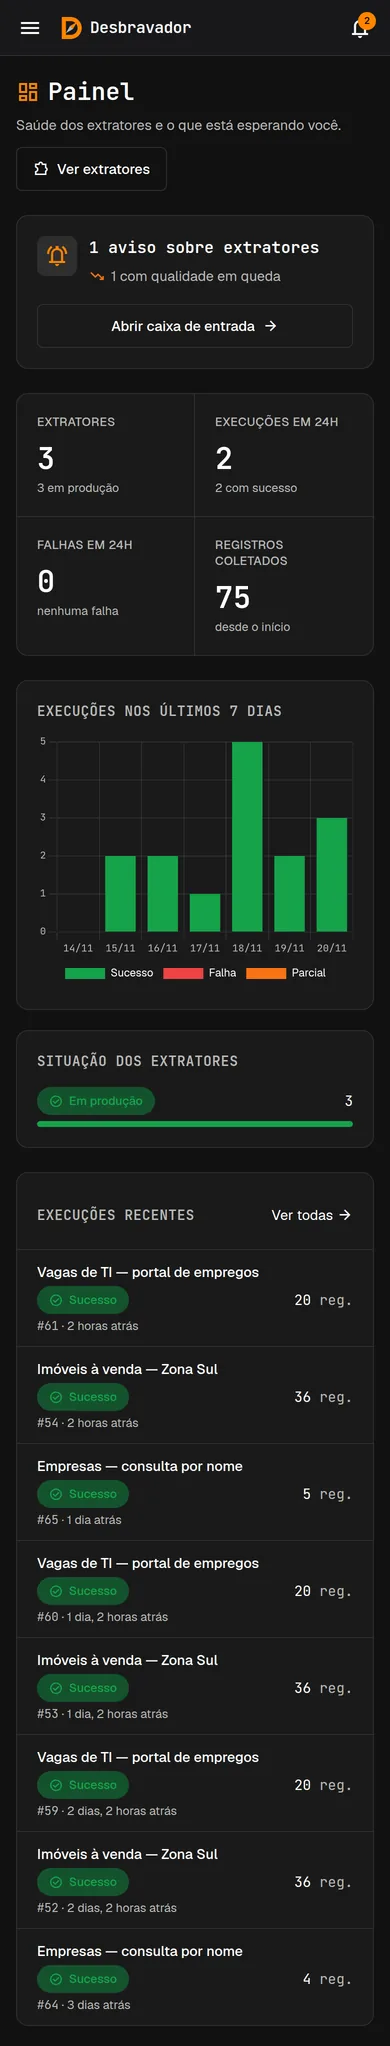 Desbravador
2
Painel
Saúde dos extratores e o que está esperando você.
Ver extratores
1 aviso sobre extratores
1 com qualidade em queda
Abrir caixa de entrada →
EXTRATORES
3
3 em produção
EXECUÇÕES EM 24H
2
2 com sucesso
FALHAS EM 24H
0
nenhuma falha
REGISTROS
COLETADOS
75
desde o início
EXECUÇÕES NOS ÚLTIMOS 7 DIAS
5
4
3
2
1
0
14/11 15/11 16/11 17/11 18/11 19/11 20/11
Sucesso Falha Parcial
SITUAÇÃO DOS EXTRATORES
Em produção 3
EXECUÇÕES RECENTES Ver todas →
Vagas de TI — portal de empregos
Sucesso 20 reg.
#61 · 2 horas atrás
Imóveis à venda — Zona Sul
Sucesso 36 reg.
#54 · 2 horas atrás
Empresas — consulta por nome
Sucesso 5 reg.
#65 · 1 dia atrás
Vagas de TI — portal de empregos
Sucesso 20 reg.
#60 · 1 dia, 2 horas atrás
Imóveis à venda — Zona Sul
Sucesso 36 reg.
#53 · 1 dia, 2 horas atrás
Vagas de TI — portal de empregos
Sucesso 20 reg.
#59 · 2 dias, 2 horas atrás
Imóveis à venda — Zona Sul
Sucesso 36 reg.
#52 · 2 dias, 2 horas atrás
Empresas — consulta por nome
Sucesso 4 reg.
#64 · 3 dias atrás